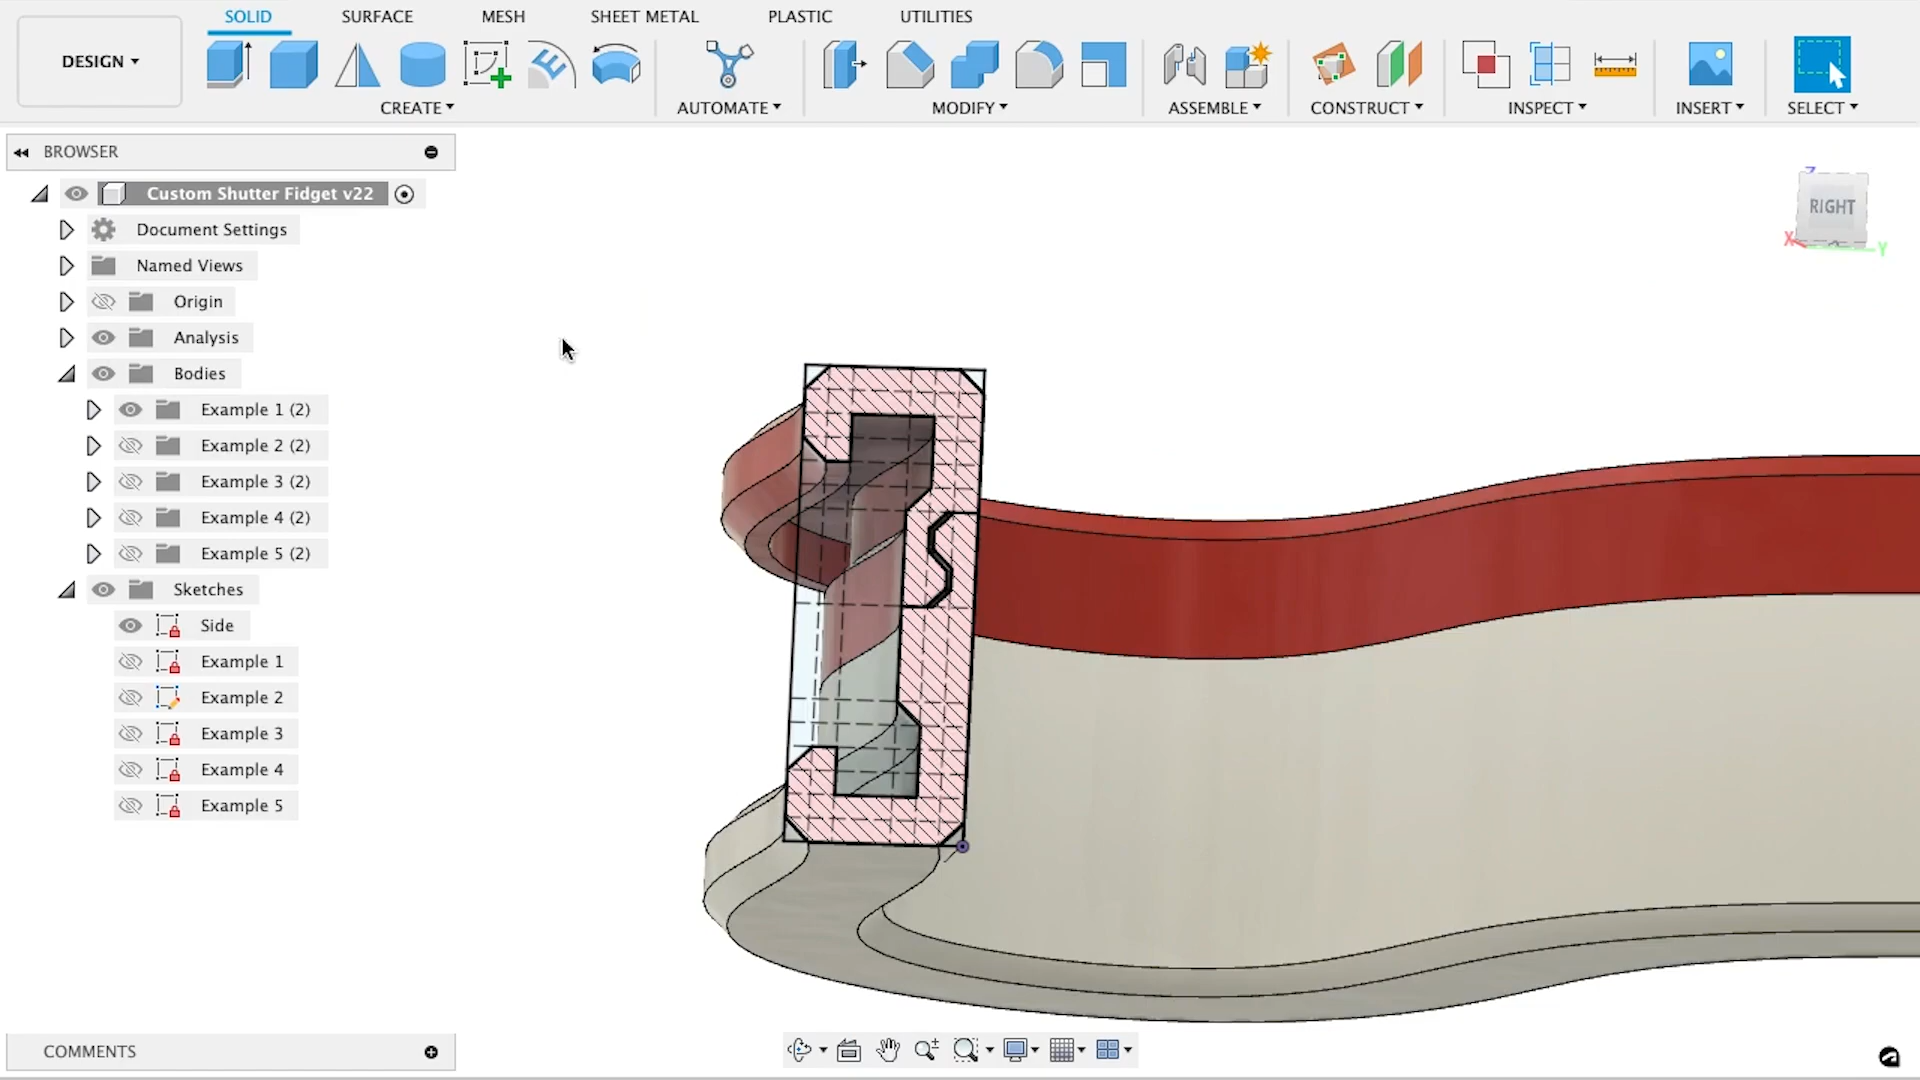 SOLID SURFACE MESH SHEET METAL PLASTIC UTILITIES
DESIGN
CREATE AUTOMATE MODIFY ASSEMBLE CONSTRUCT INSPECT INSERT SELECT
BROWSER
Custom Shutter Fidget v22
Document Settings
Named Views
Origin
Analysis
Bodies
Example 1 (2)
Example 2 (2)
Example 3 (2)
Example 4 (2)
Example 5 (2)
Sketches
Side
Example 1
Example 2
Example 3
Example 4
Example 5
Z
RIGHT
X
Y
COMMENTS